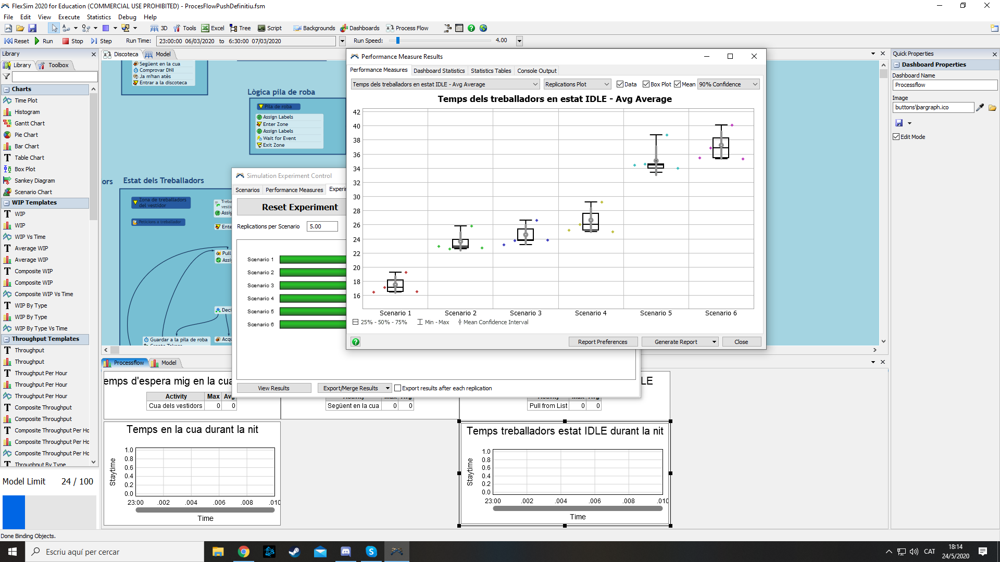 FlexSim 2020 for Education (COMMERCIAL USE PROHIBITED) - ProcesFlowPushDefinitiu.fsm
File Edit View Execute Statistics Debug Help
3D Tools Excel Tree Script Backgrounds Dashboards Process Flow
Reset Run Stop Step Run Time: 23:00:00 06/03/2020 to 6:30:00 07/03/2020 Run Speed: 4.00
Library
Library Toolbox
Charts
Time Plot
Histogram
Gantt Chart
Pie Chart
Bar Chart
Table Chart
Box Plot
Sankey Diagram
Scenario Chart
WIP Templates
WIP
WIP
WIP Vs Time
Average WIP
Average WIP
Composite WIP
Composite WIP
Composite WIP Vs Time
WIP By Type
WIP By Type
WIP By Type Vs Time
Throughput Templates
Throughput
Throughput
Throughput Per Hour
Throughput Per Hour
Throughput Per Hour
Composite Throughput
Composite Throughput
Composite Throughput Per Ho
Composite Throughput Per Ho
Composite Throughput Per Ho
Throughput By Type
Model Limit 24 / 100
Done Binding Objects.
Discoteca Model
Següent en la cua
Comprovar DNI
Ja m'han atès
Entrar a la discoteca
Lògica pila de roba
Pila de roba
Assign Labels
Enter Zone
Assign Labels
Wait for Event
Exit Zone
ors
Estat dels Treballadors
Zona de treballadors
del vestidor
Peticions a treballador
Treba
vestic
Assig
Ente
Pull
Assi
Deci
Guardar a la pila de roba
Create Tokens
Acqu
Simulation Experiment Control
Scenarios Performance Measures Experir
Reset Experiment
Replications per Scenario 5.00
Scenario 1
Scenario 2
Scenario 3
Scenario 4
Scenario 5
Scenario 6
View Results Export/Merge Results Export results after each replication
Performance Measure Results
Performance Measures Dashboard Statistics Statistics Tables Console Output
Temps dels treballadors en estat IDLE - Avg Average Replications Plot Data Box Plot Mean 90% Confidence
Temps dels treballadors en estat IDLE - Avg Average
42
40
38
36
34
32
30
28
26
24
22
20
18
16
Scenario 1 Scenario 2 Scenario 3 Scenario 4 Scenario 5 Scenario 6
25% - 50% - 75% Min - Max Mean Confidence Interval
Report Preferences Generate Report Close
Processflow Model
emps d'espera mig en la cua
LE
Activity Max Avg
Cua dels vestidors 0 0
Activity Max Avg
Següent en la cua 0 0
Activity Max Avg
Pull from List 0 0
Temps en la cua durant la nit
Staytime
1.0
0.8
0.6
0.4
0.2
0.0
23:00 .002 .004 .006 .008 .010
Time
Temps treballadors estat IDLE durant la nit
Staytime
1.0
0.8
0.6
0.4
0.2
0.0
23:00 .002 .004 .006 .008 .010
Time
Quick Properties
Dashboard Properties
Dashboard Name
Processflow
Image
buttons\bargraph.ico
Edit Mode
Escriu aquí per cercar
CAT
18:14
24/5/2020